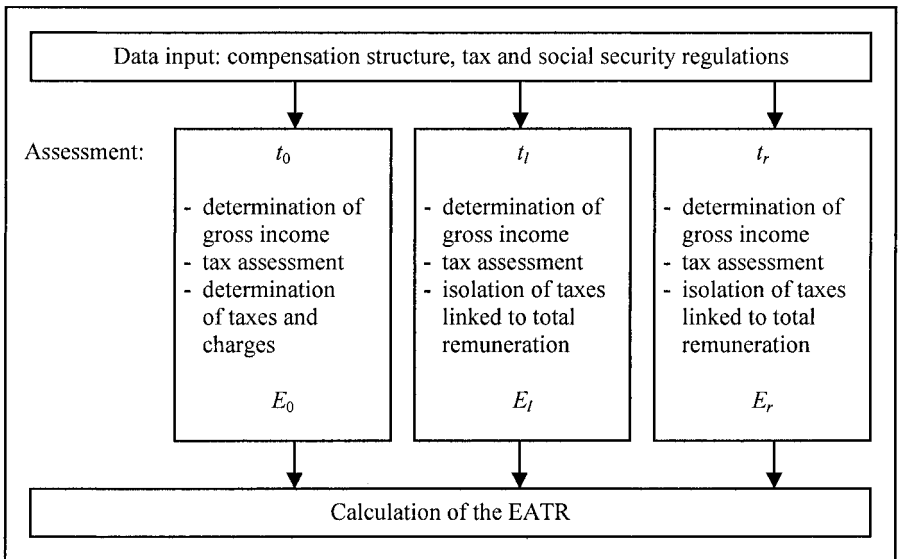 Data input: compensation structure, tax and social security regulations
Assessment:
t0
- determination of
gross income
- tax assessment
- determination
of taxes and
charges
E0
tl
- determination of
gross income
- tax assessment
- isolation of taxes
linked to total
remuneration
El
tr
- determination of
gross income
- tax assessment
- isolation of taxes
linked to total
remuneration
Er
Calculation of the EATR